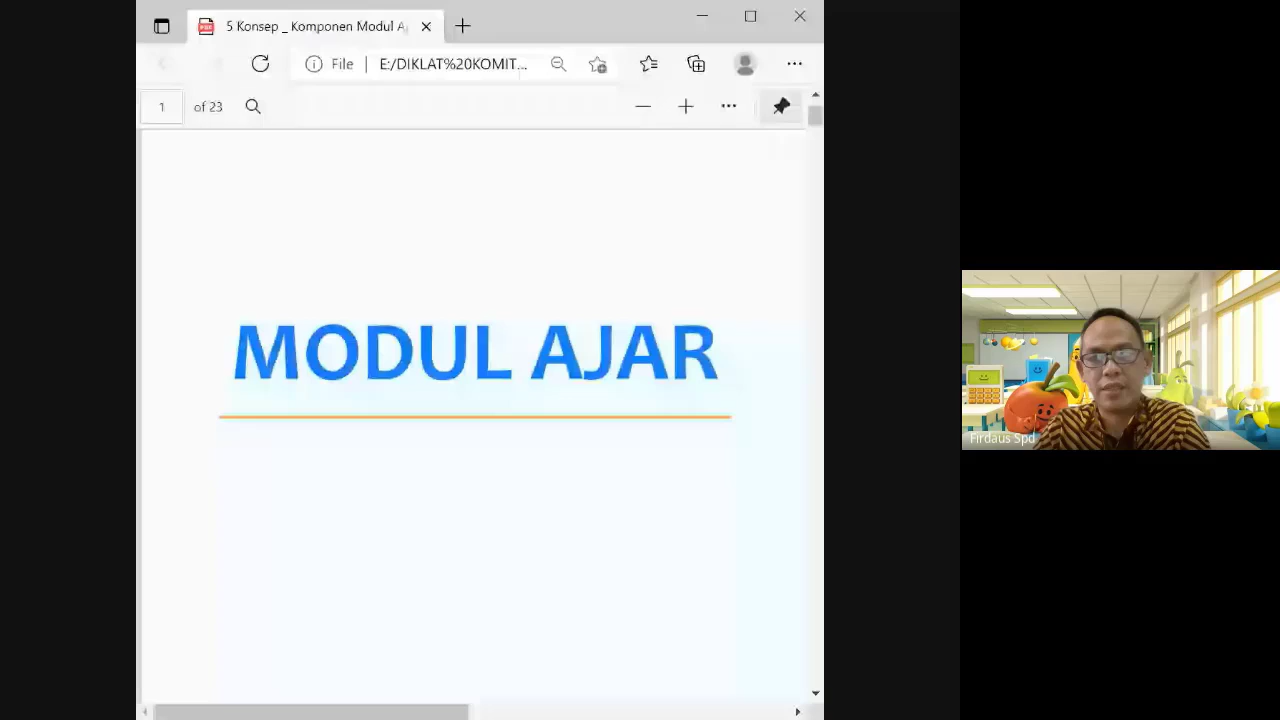 5 Konsep _ Komponen Modul A
File
E:/DIKLAT%20KOMIT...
1 of 23
MODUL AJAR
Firdaus Spd